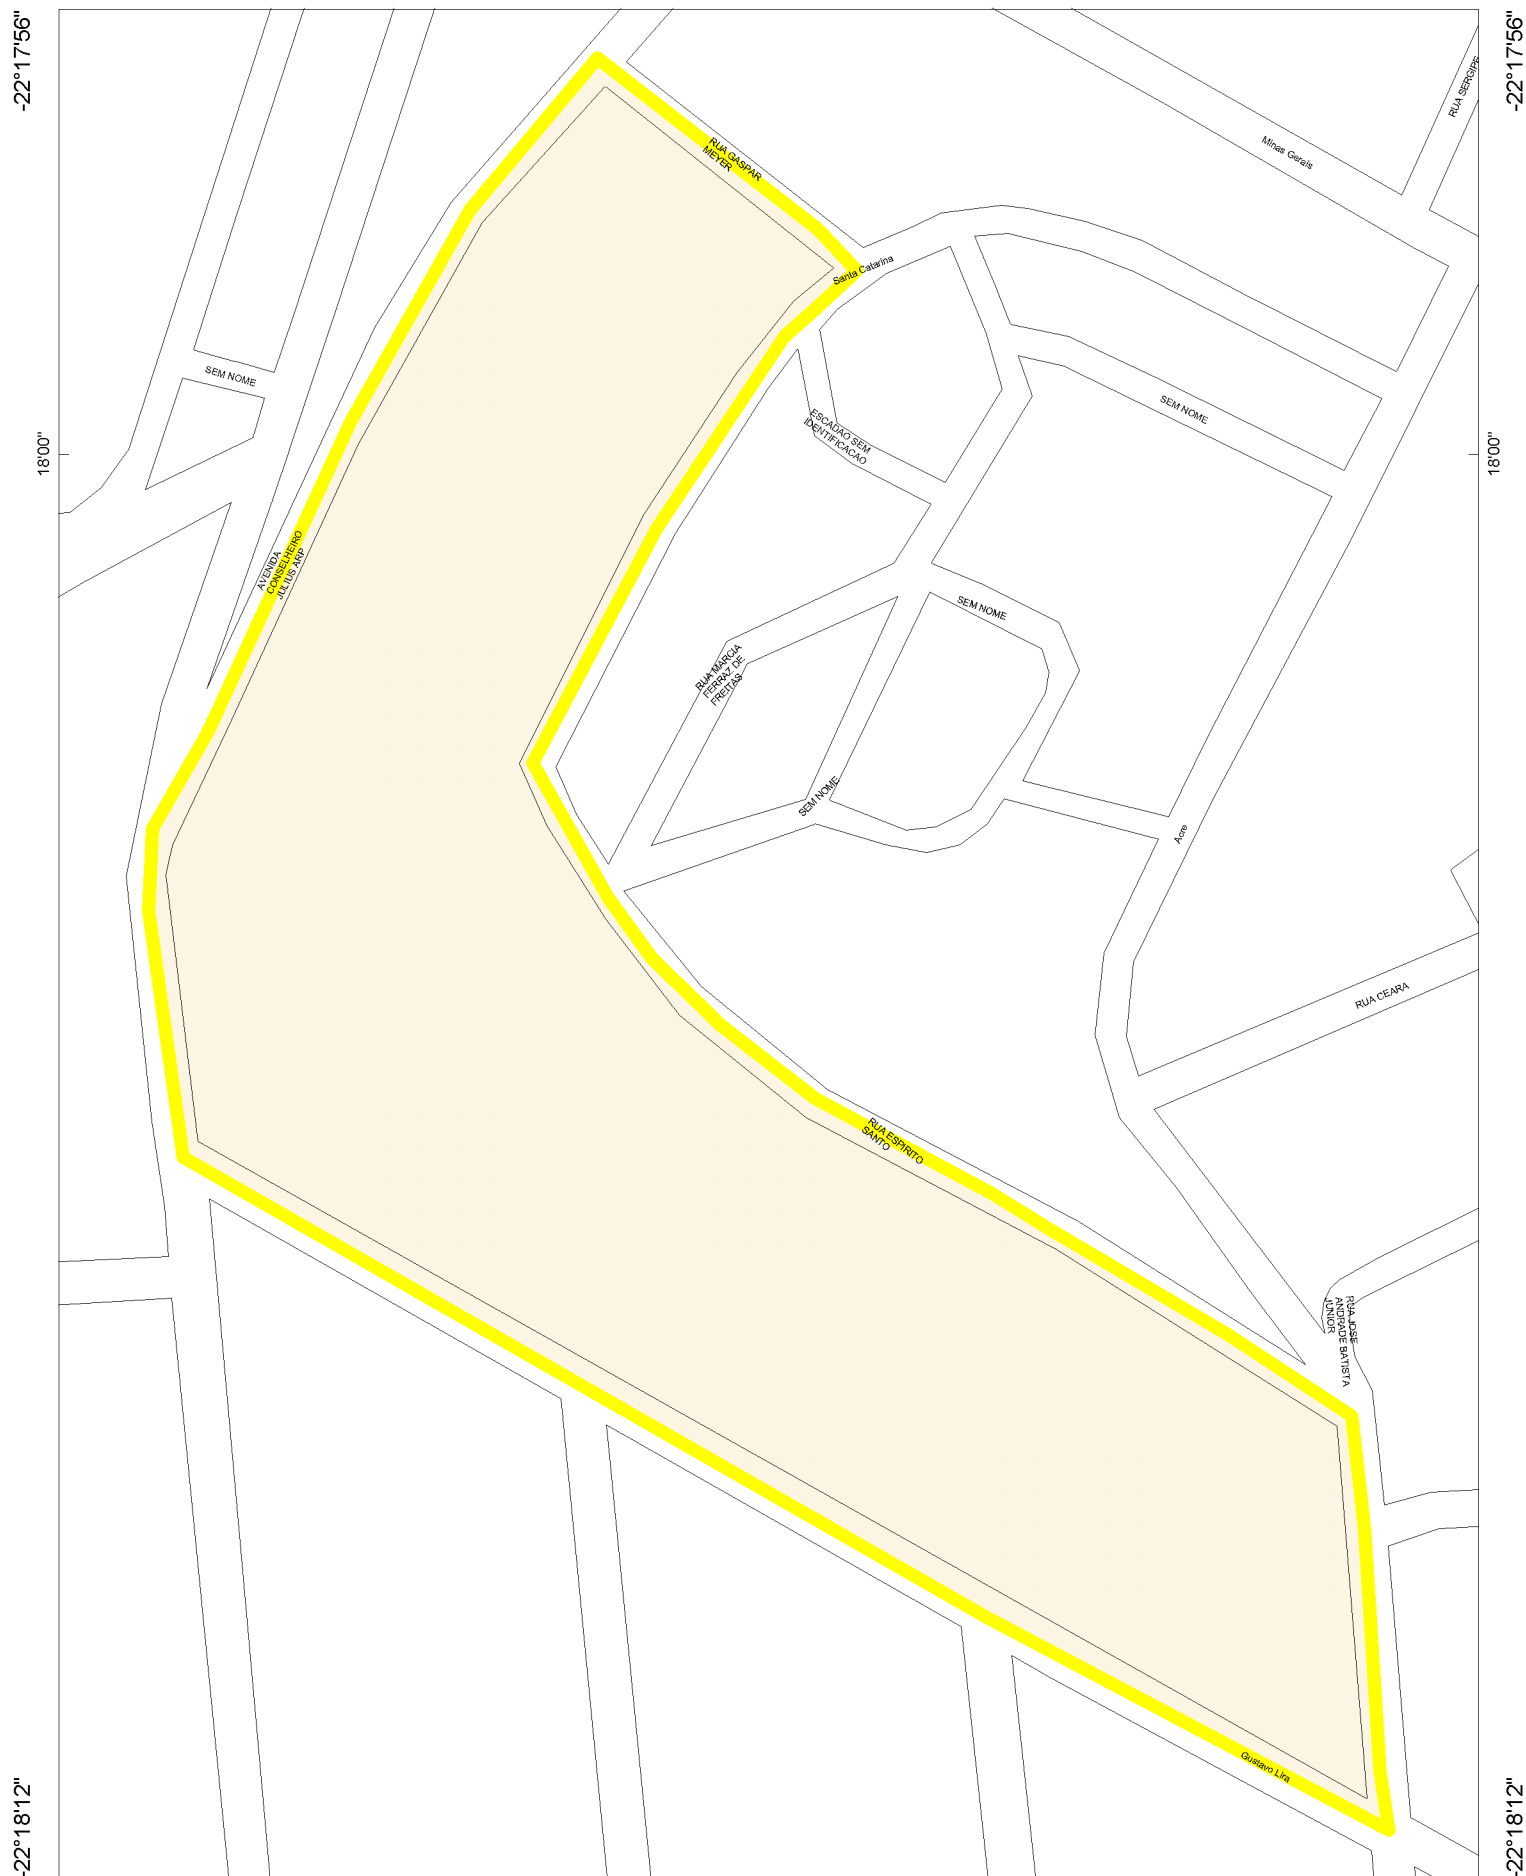 -22°17'56"
-22°17'56"
RUA SERGIPE
Minas Gerais
RUA GASPAR
MEYER
Santa Catarina
SEM NOME
SEM NOME
ESCADAO SEM
IDENTIFICACAO
18'00"
18'00"
AVENIDA
CONSELHEIRO
JULIUS ARP
SEM NOME
RUA MARCIA
FERRAZ DE
FREITAS
SEM NOME
Acre
RUA CEARA
RUA ESPIRITO
SANTO
RUA JOSE
ANDRADE BATISTA
JUNIOR
Gustavo Lira
-22°18'12"
-22°18'12"